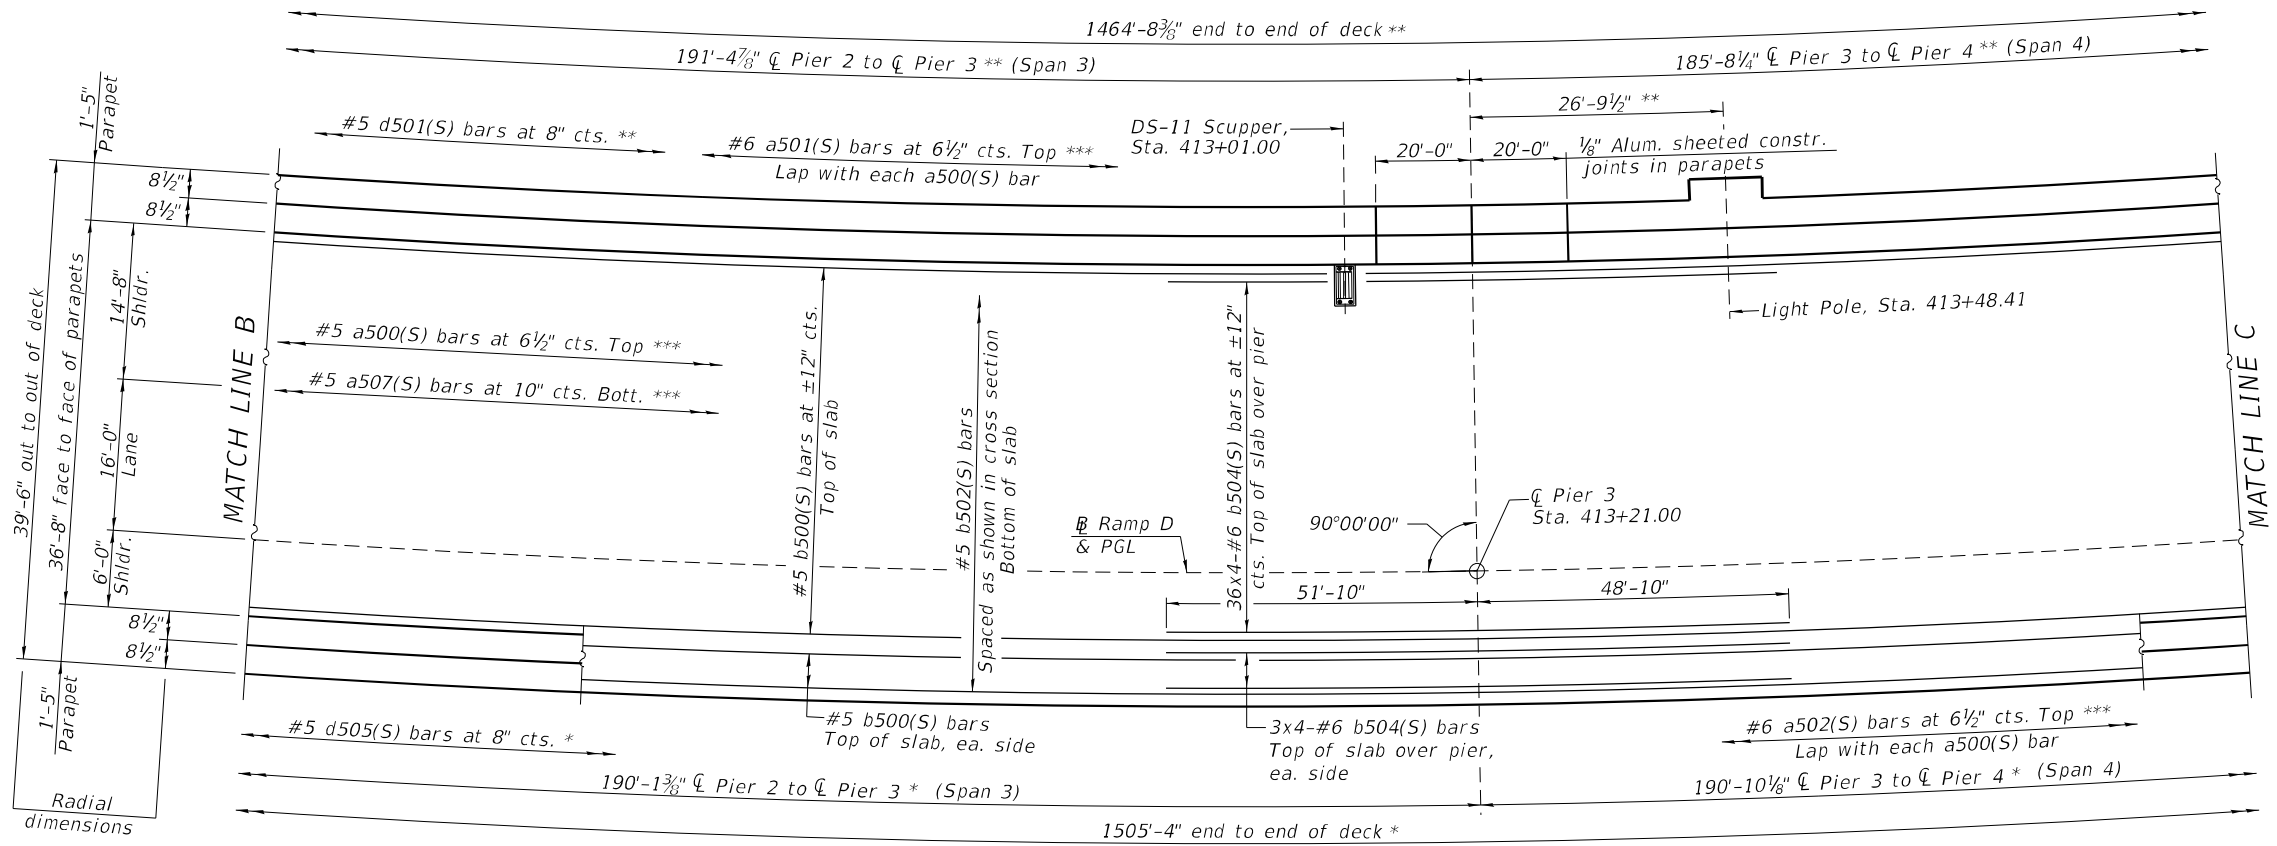 1464'-8⅜" end to end of deck **
191'-4⅞" ℄ Pier 2 to ℄ Pier 3 ** (Span 3)
185'-8¼" ℄ Pier 3 to ℄ Pier 4 ** (Span 4)
26'-9½" **
1'-5"
Parapet
#5 d501(S) bars at 8" cts. **
#6 a501(S) bars at 6½" cts. Top ***
Lap with each a500(S) bar
DS-11 Scupper,
Sta. 413+01.00
20'-0"
20'-0"
⅛" Alum. sheeted constr.
joints in parapets
8½"
8½"
39'-6" out to out of deck
36'-8" face to face of parapets
14'-8"
Shldr.
16'-0"
Lane
6'-0"
Shldr.
MATCH LINE B
#5 a500(S) bars at 6½" cts. Top ***
#5 a507(S) bars at 10" cts. Bott. ***
#5 b500(S) bars at ±12" cts.
Top of slab
#5 b502(S) bars
Spaced as shown in cross section
Bottom of slab
36x4-#6 b504(S) bars at ±12"
cts. Top of slab over pier
Light Pole, Sta. 413+48.41
MATCH LINE C
℄ Pier 3
Sta. 413+21.00
90°00'00"
B Ramp D
& PGL
51'-10"
48'-10"
8½"
8½"
1'-5"
Parapet
#5 d505(S) bars at 8" cts. *
#5 b500(S) bars
Top of slab, ea. side
3x4-#6 b504(S) bars
Top of slab over pier,
ea. side
#6 a502(S) bars at 6½" cts. Top ***
Lap with each a500(S) bar
190'-1⅜" ℄ Pier 2 to ℄ Pier 3 * (Span 3)
190'-10⅛" ℄ Pier 3 to ℄ Pier 4 * (Span 4)
Radial
dimensions
1505'-4" end to end of deck *